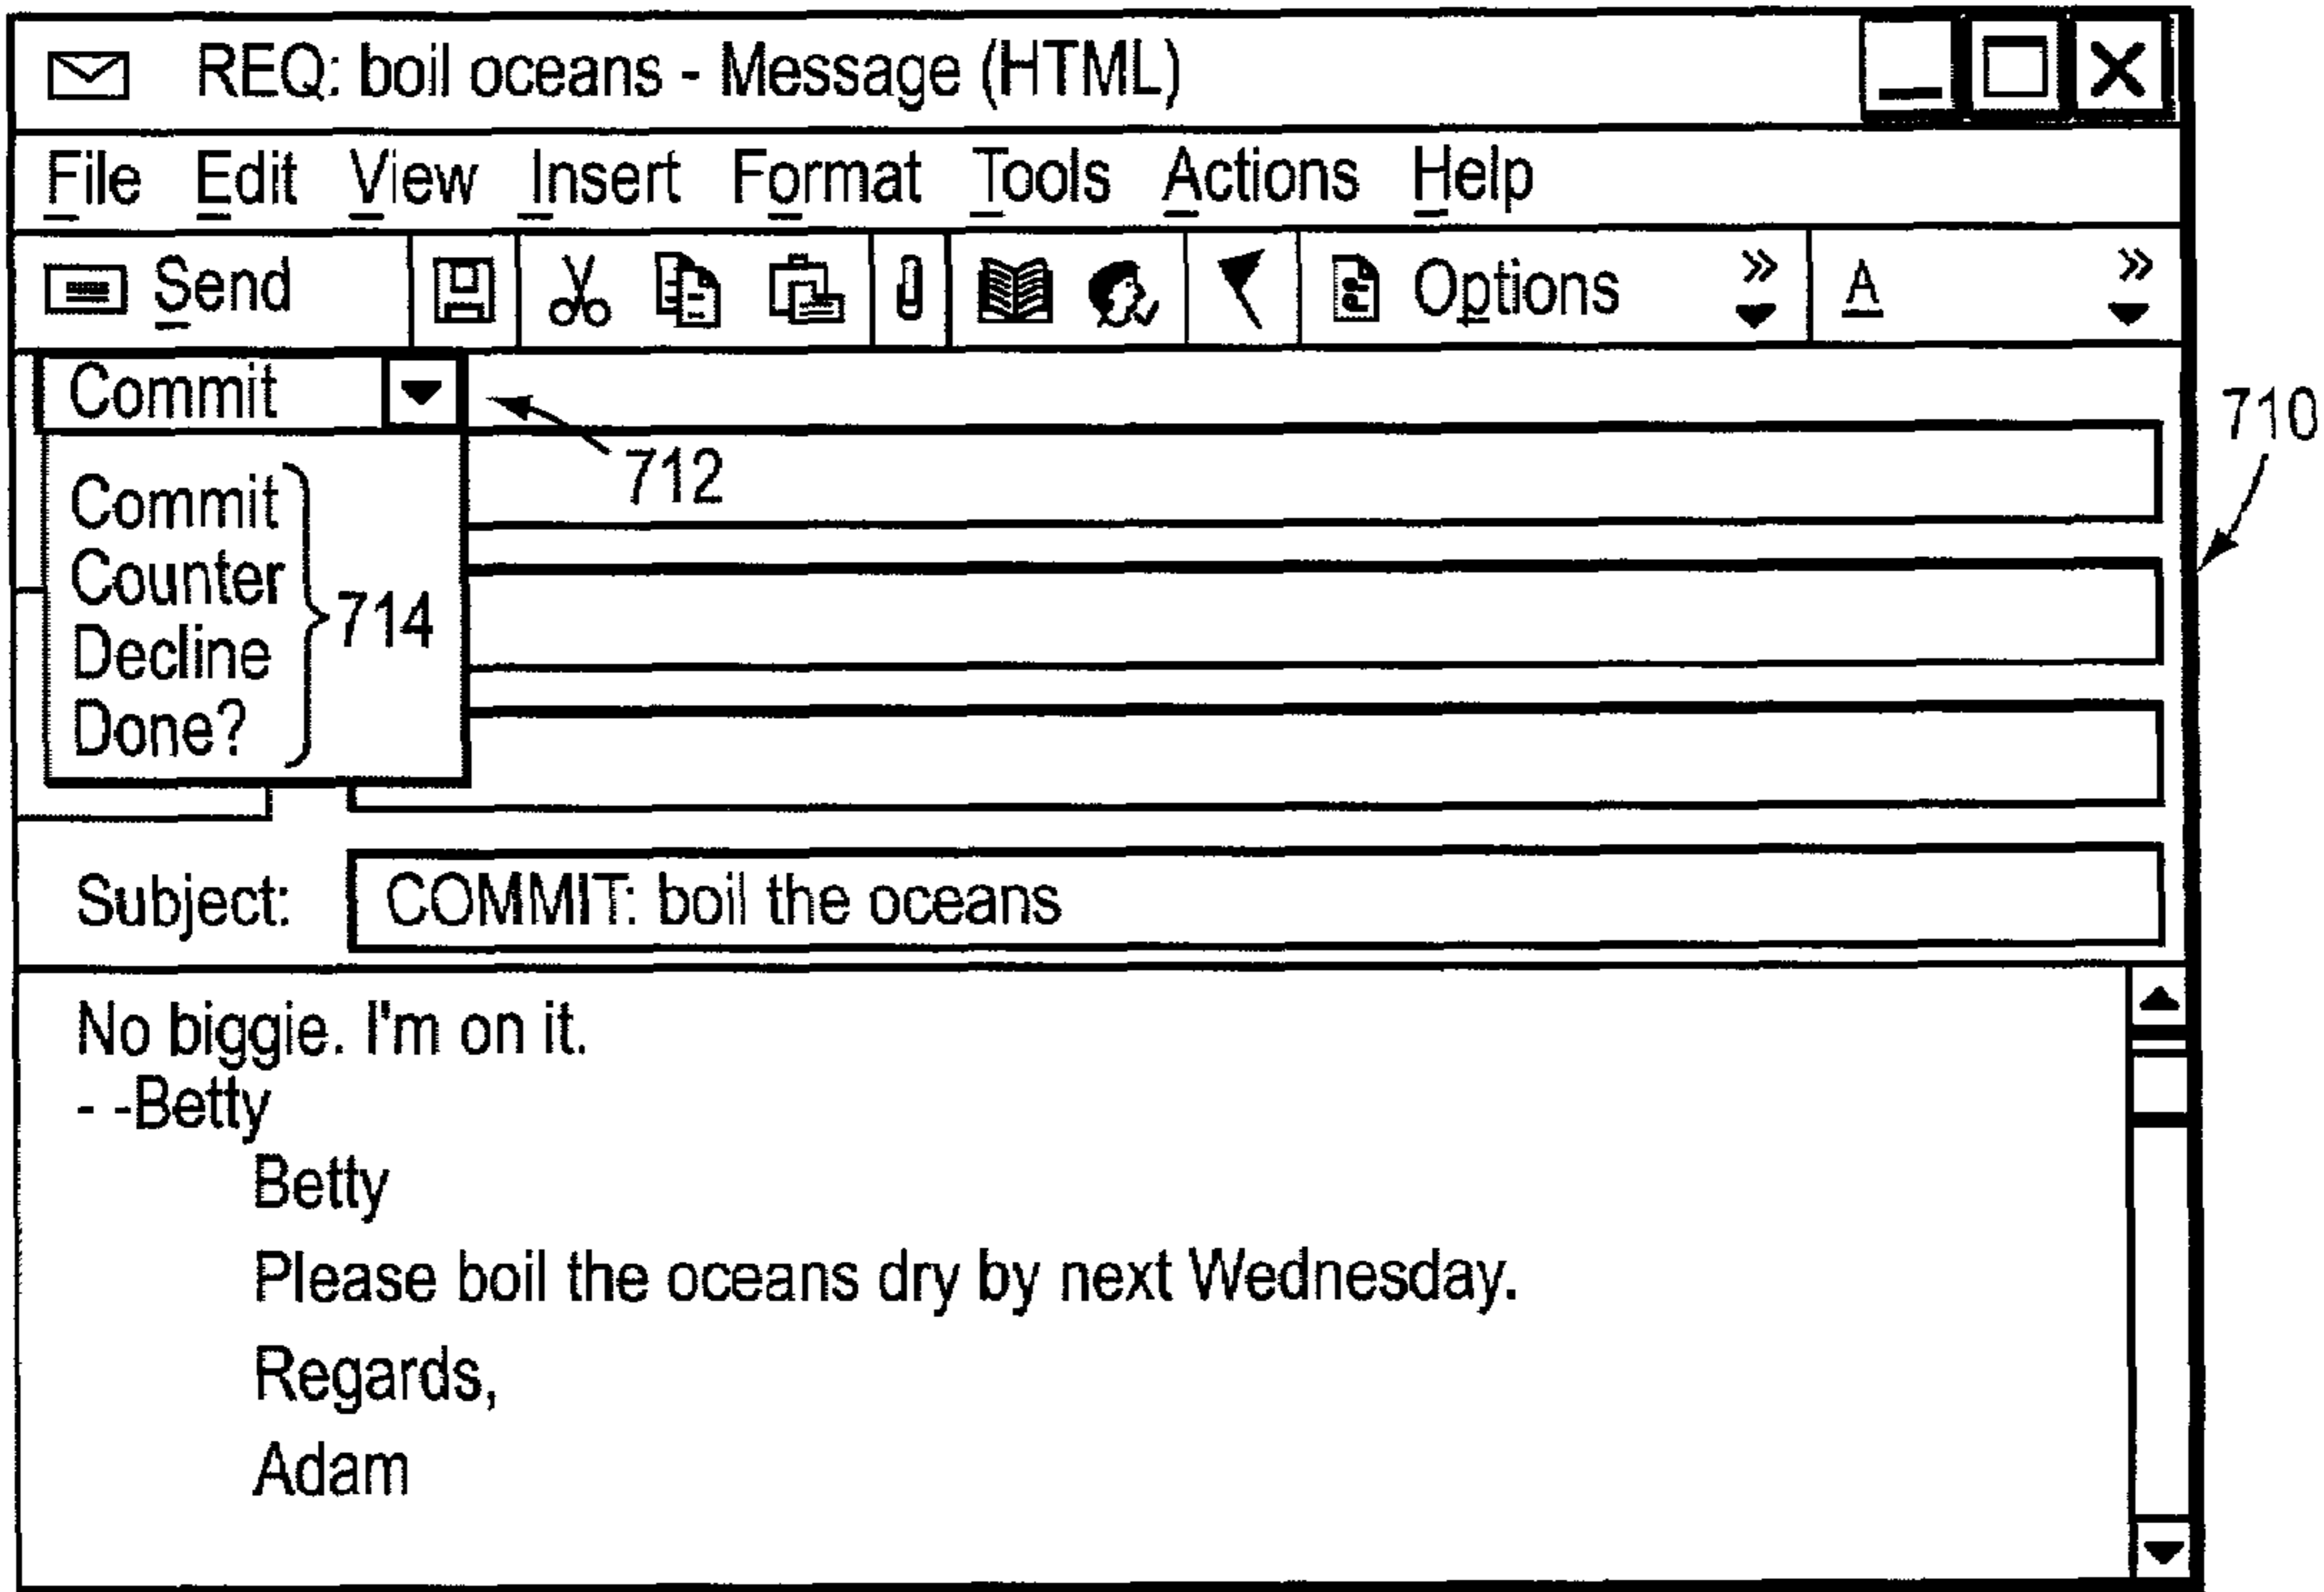 REQ: boil oceans - Message (HTML)
File Edit View Insert Format Tools Actions Help
Send Options » A »
Commit
710
712
Commit
Counter
714
Decline
Done?
Subject: COMMIT: boil the oceans
No biggie. I'm on it.
- -Betty
Betty
Please boil the oceans dry by next Wednesday.
Regards,
Adam